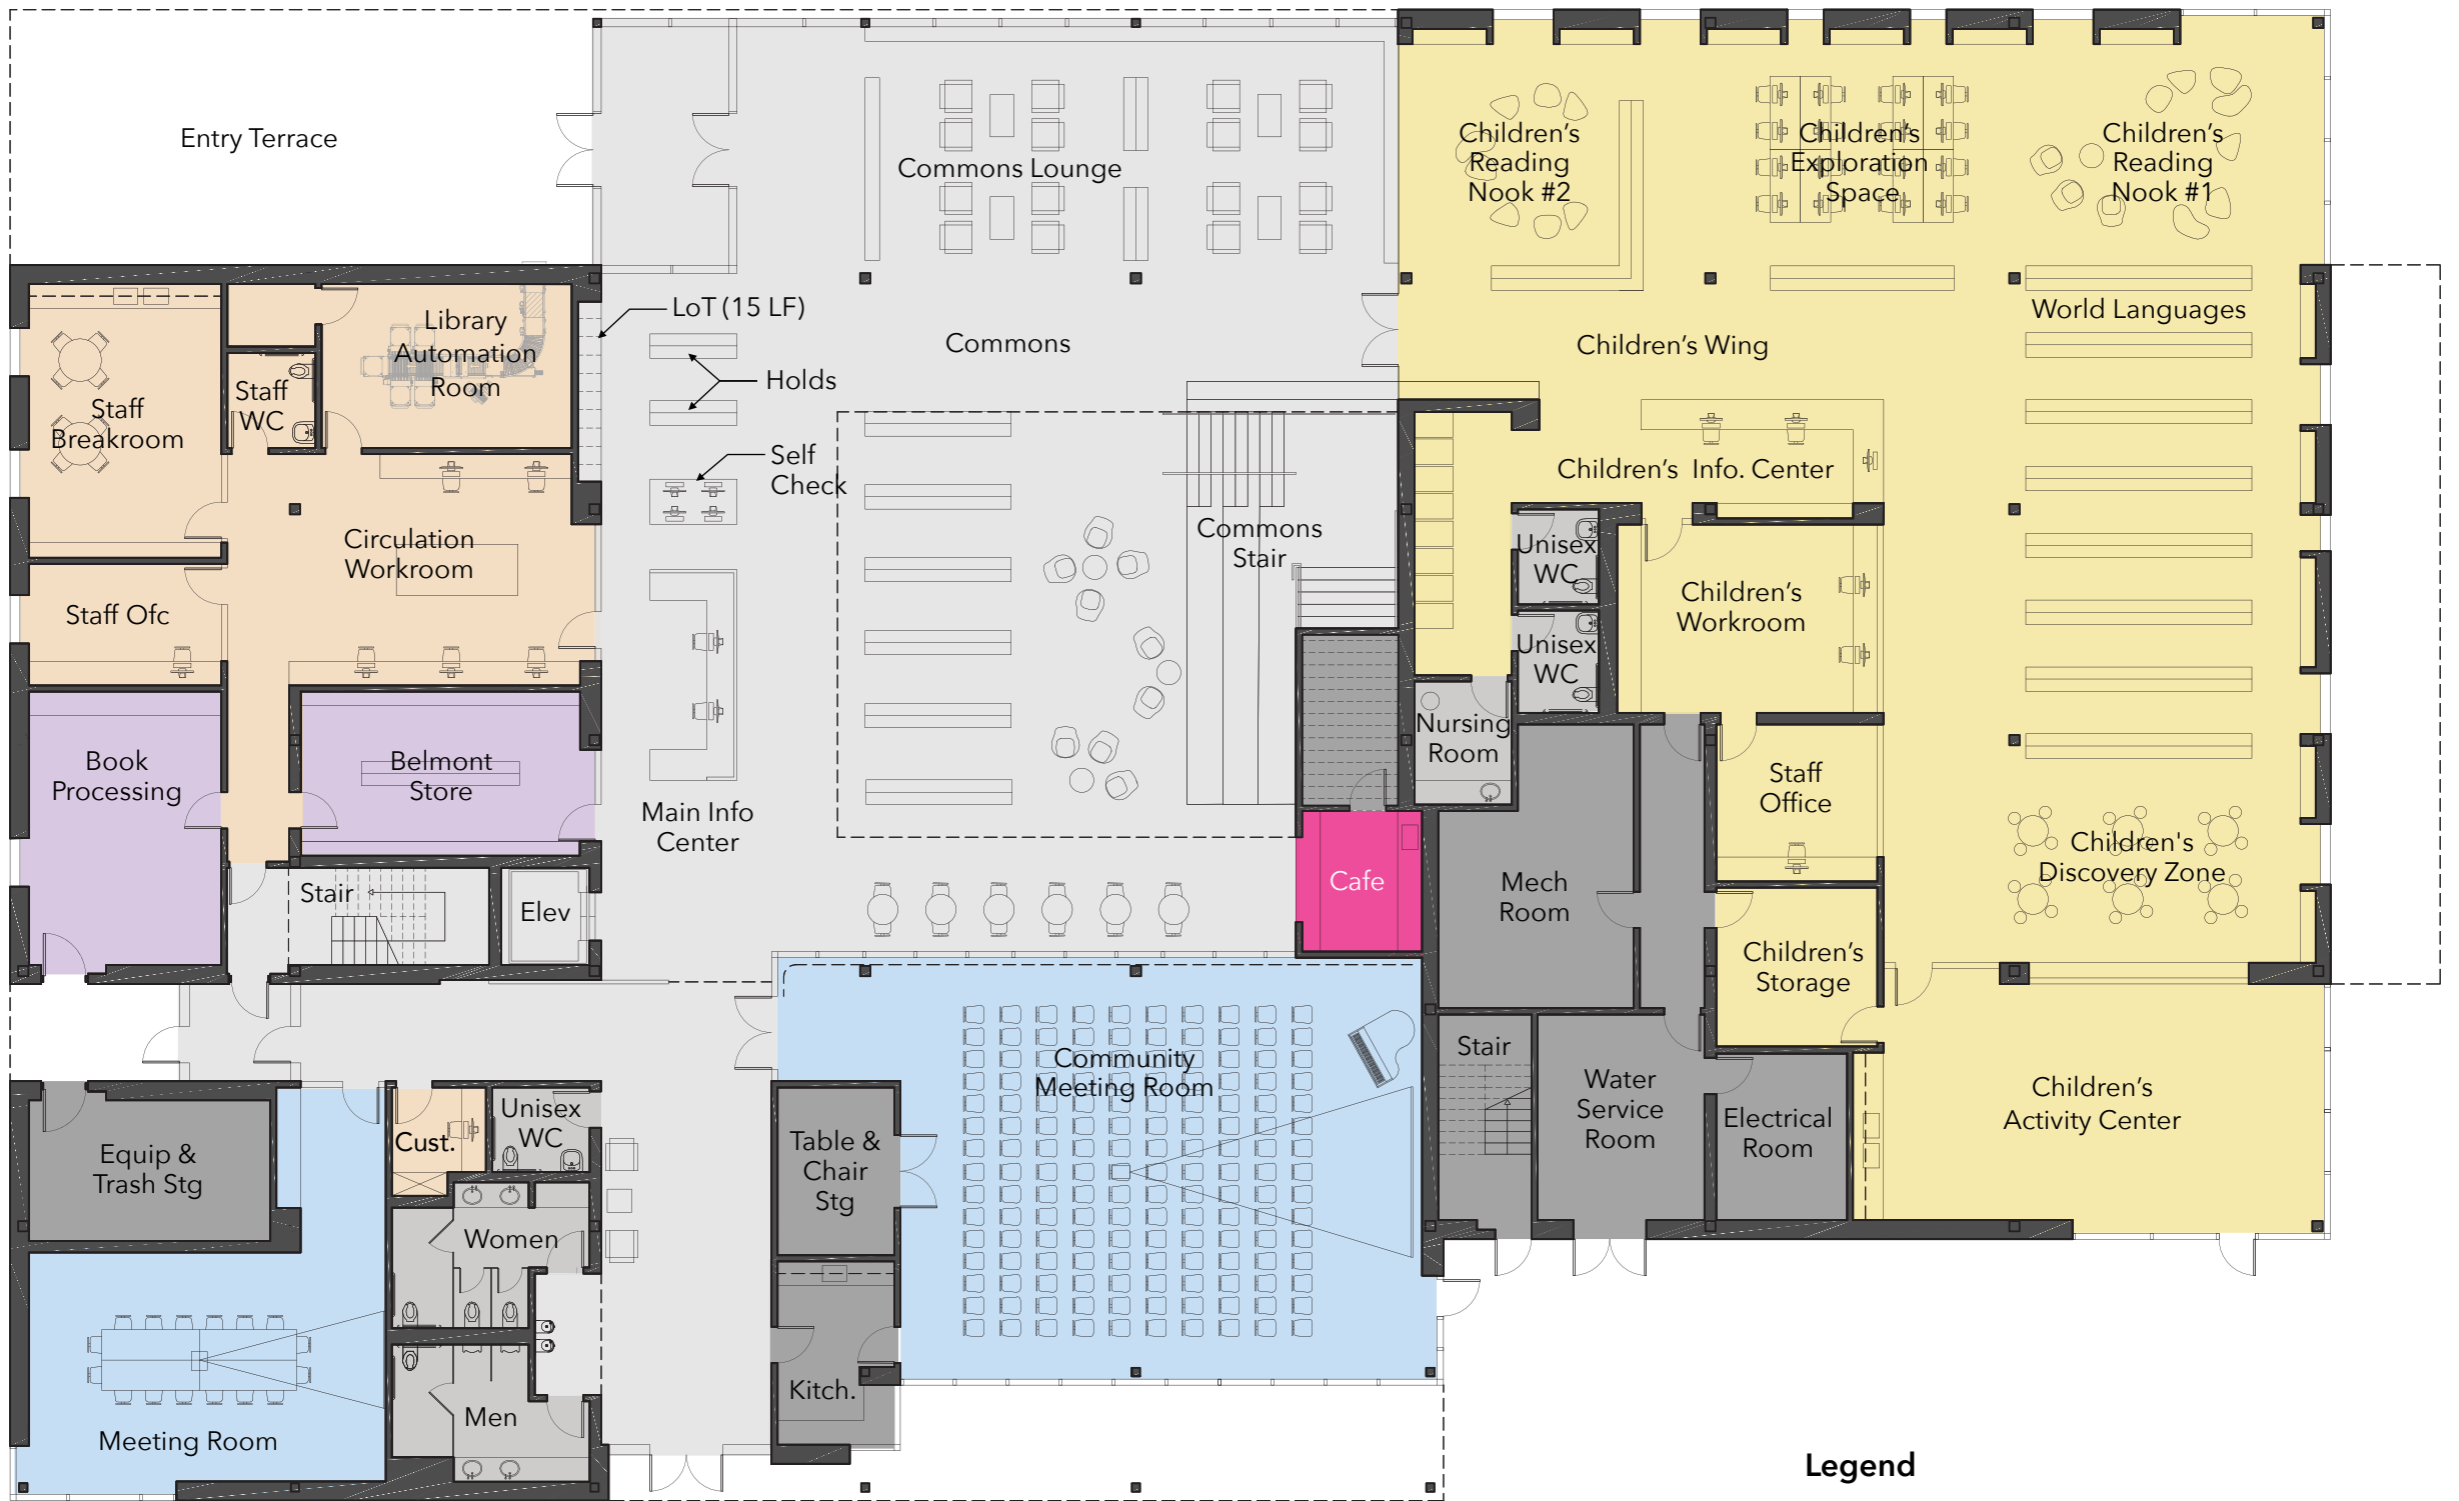 Entry Terrace
Commons Lounge
Children's
Reading
Nook #2
Children's
Exploration
Space
Children's
Reading
Nook #1
LoT (15 LF)
Holds
Commons
Children's Wing
World Languages
Library
Automation
Room
Staff
WC
Staff
Breakroom
Self
Check
Children's Info. Center
Circulation
Workroom
Commons
Stair
Unisex
WC
Children's
Workroom
Staff Ofc
Unisex
WC
Nursing
Room
Book
Processing
Belmont
Store
Main Info
Center
Staff
Office
Children's
Discovery Zone
Stair
Elev
Cafe
Mech
Room
Children's
Storage
Community
Meeting Room
Stair
Water
Service
Room
Electrical
Room
Children's
Activity Center
Equip &
Trash Stg
Cust.
Unisex
WC
Table &
Chair
Stg
Women
Kitch.
Men
Meeting Room
Legend